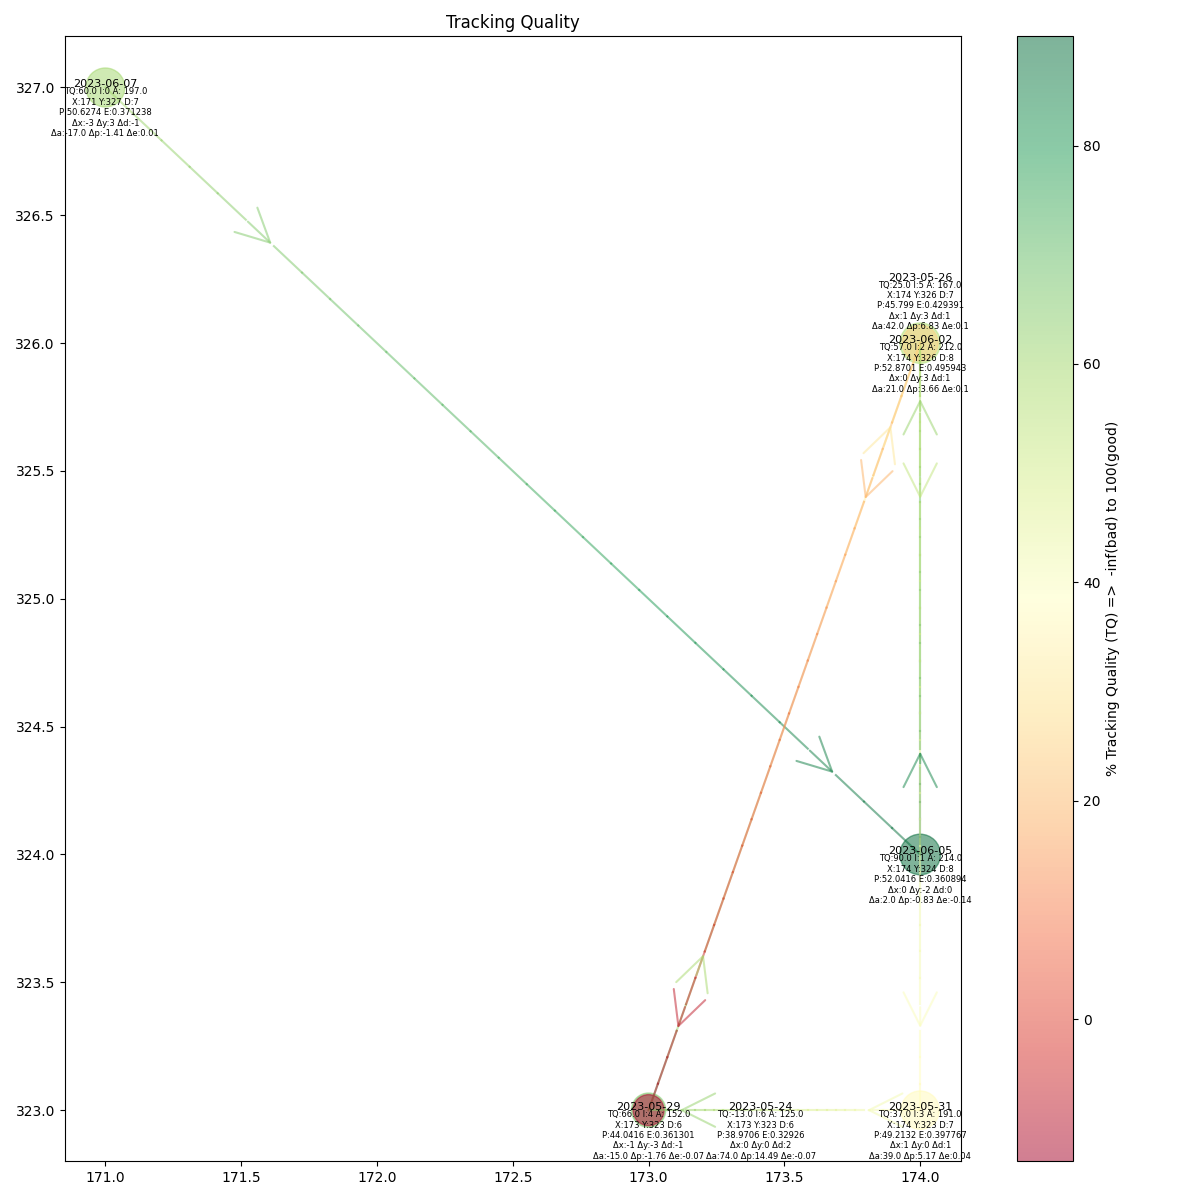 Tracking Quality
327.0
326.5
326.0
325.5
325.0
324.5
324.0
323.5
323.0
2023-06-07
TQ:60.0 I:0 A: 197.0
X:171 Y:327 D:7
P:50.6274 E:0.371238
Δx:-3 Δy:3 Δd:-1
Δa:-17.0 Δp:-1.41 Δe:0.01
2023-05-26
TQ:25.0 I:5 A: 167.0
X:174 Y:326 D:7
P:45.799 E:0.429391
Δx:1 Δy:3 Δd:1
Δa:42.0 Δp:6.83 Δe:0.1
2023-06-02
TQ:57.0 I:2 A: 212.0
X:174 Y:326 D:8
P:52.8701 E:0.495943
Δx:0 Δy:3 Δd:1
Δa:21.0 Δp:3.66 Δe:0.1
2023-06-05
TQ:90.0 I:1 A: 214.0
X:174 Y:324 D:8
P:52.0416 E:0.360894
Δx:0 Δy:-2 Δd:0
Δa:2.0 Δp:-0.83 Δe:-0.14
2023-05-29
TQ:66.0 I:4 A: 152.0
X:173 Y:323 D:6
P:44.0416 E:0.361301
Δx:-1 Δy:-3 Δd:-1
Δa:-15.0 Δp:-1.76 Δe:-0.07
2023-05-24
TQ:-13.0 I:6 A: 125.0
X:173 Y:323 D:6
P:38.9706 E:0.32926
Δx:0 Δy:0 Δd:2
Δa:74.0 Δp:14.49 Δe:-0.07
2023-05-31
TQ:37.0 I:3 A: 191.0
X:174 Y:323 D:7
P:49.2132 E:0.397767
Δx:1 Δy:0 Δd:1
Δa:39.0 Δp:5.17 Δe:0.04
171.0 171.5 172.0 172.5 173.0 173.5 174.0
80
60
40
20
0
% Tracking Quality (TQ) => -inf(bad) to 100(good)